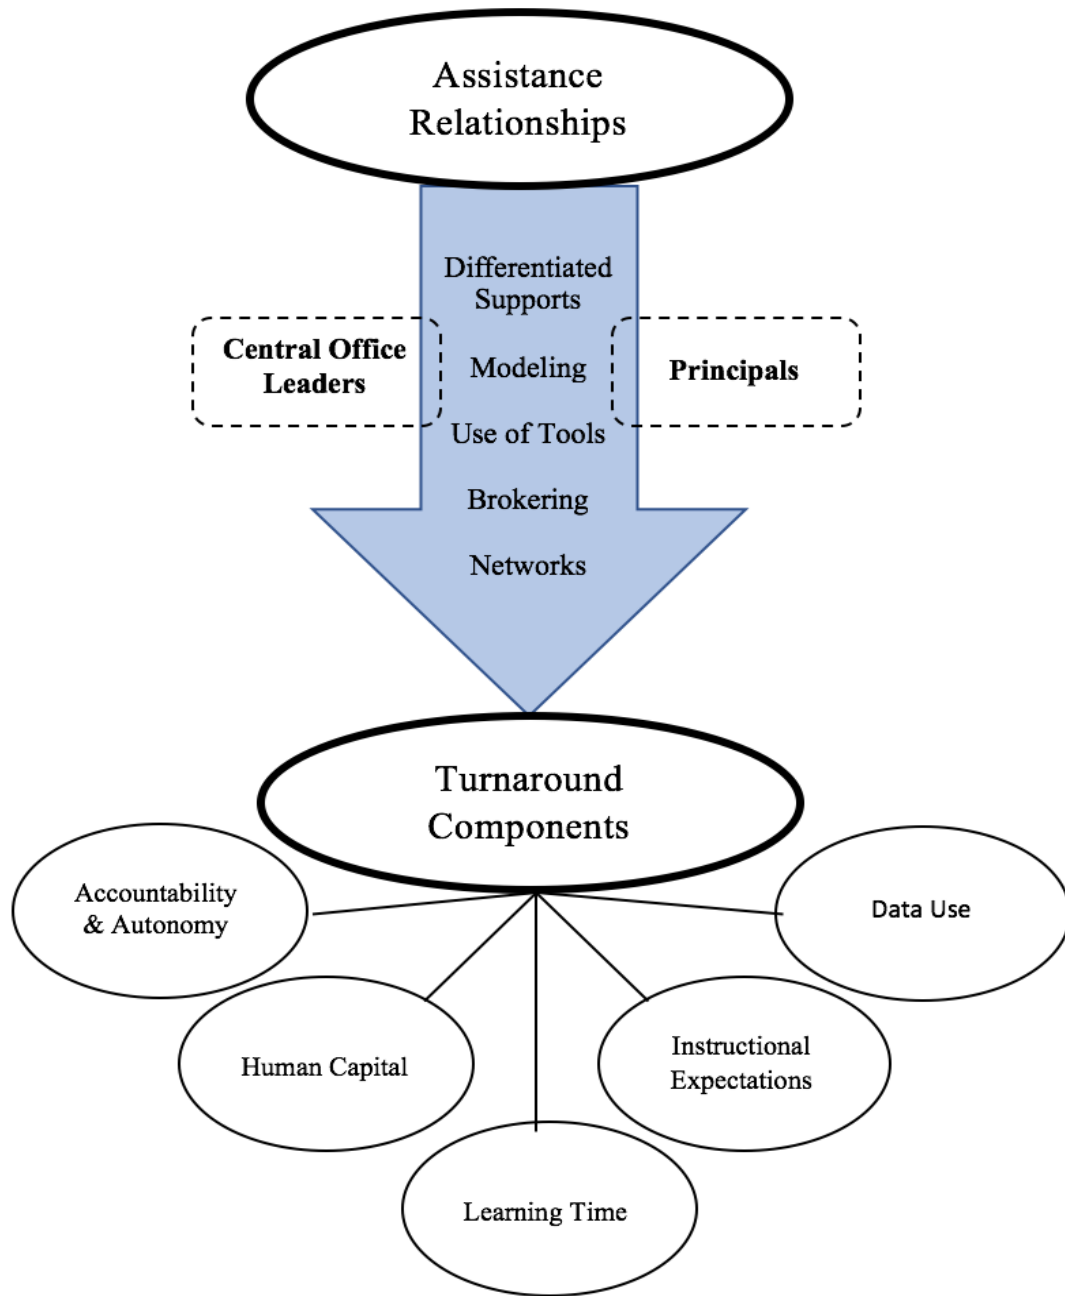 Assistance
Relationships
Differentiated
Supports
Central Office
Leaders
Modeling
Principals
Use of Tools
Brokering
Networks
Turnaround
Components
Accountability
& Autonomy
Data Use
Human Capital
Instructional
Expectations
Learning Time